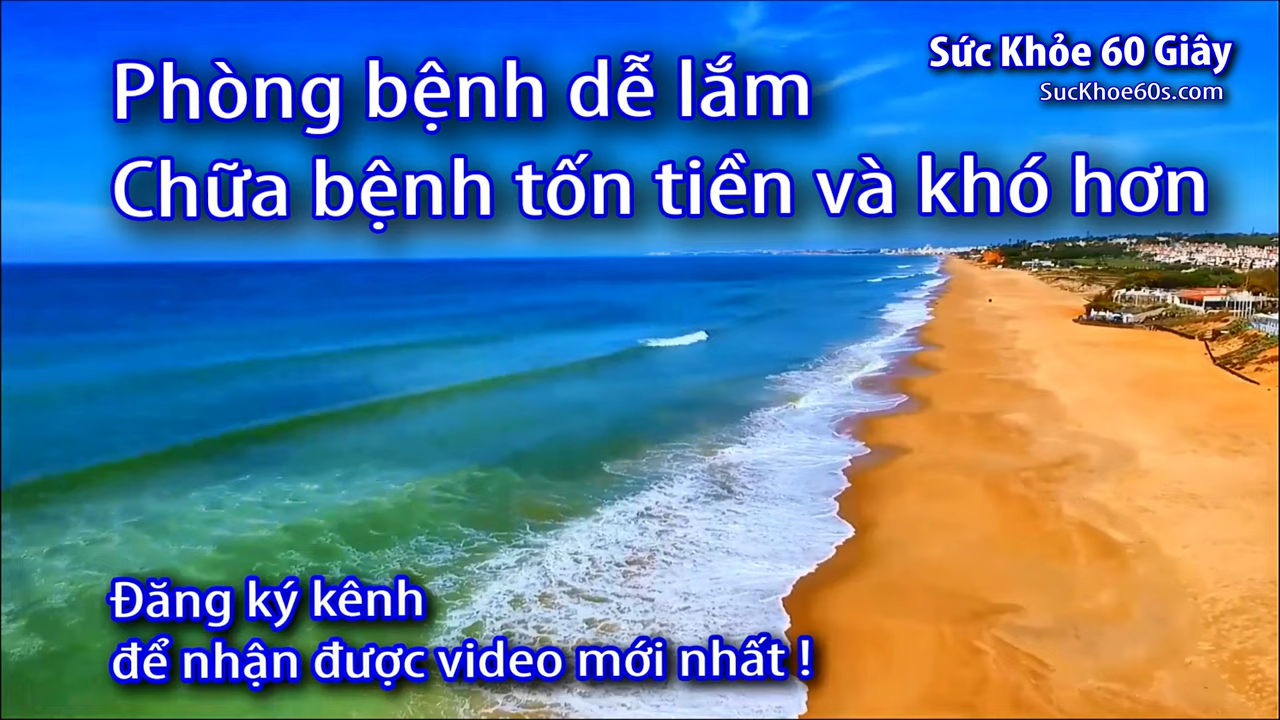 Sức Khỏe 60 Giây
SucKhoe60s.com
Phòng bệnh dễ lắm
Chữa bệnh tốn tiền và khó hơn
Đăng ký kênh
để nhận được video mới nhất !